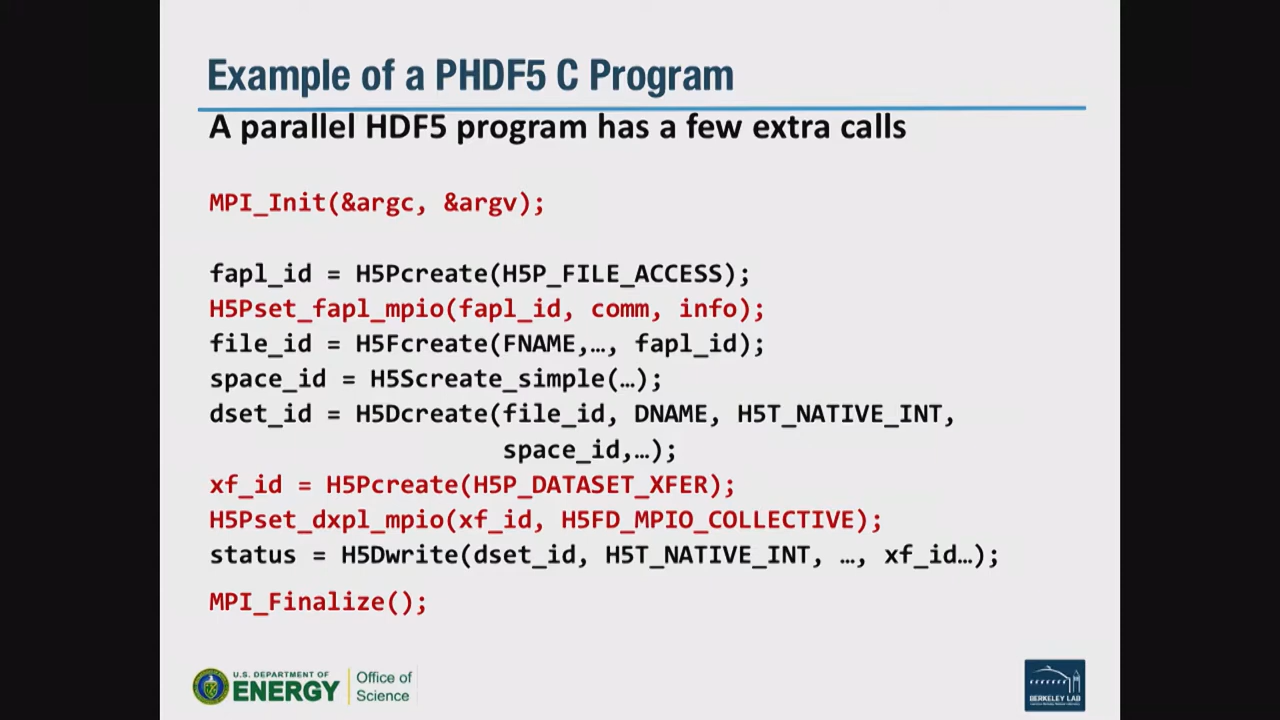 Example of a PHDF5 C Program
A parallel HDF5 program has a few extra calls
MPI_Init(&argc, &argv);
fapl_id = H5Pcreate(H5P_FILE_ACCESS);
H5Pset_fapl_mpio(fapl_id, comm, info);
file_id = H5Fcreate(FNAME,…, fapl_id);
space_id = H5Screate_simple(…);
dset_id = H5Dcreate(file_id, DNAME, H5T_NATIVE_INT,
space_id,…);
xf_id = H5Pcreate(H5P_DATASET_XFER);
H5Pset_dxpl_mpio(xf_id, H5FD_MPIO_COLLECTIVE);
status = H5Dwrite(dset_id, H5T_NATIVE_INT, …, xf_id…);
MPI_Finalize();
U.S. DEPARTMENT OF
ENERGY
Office of
Science
BERKELEY LAB